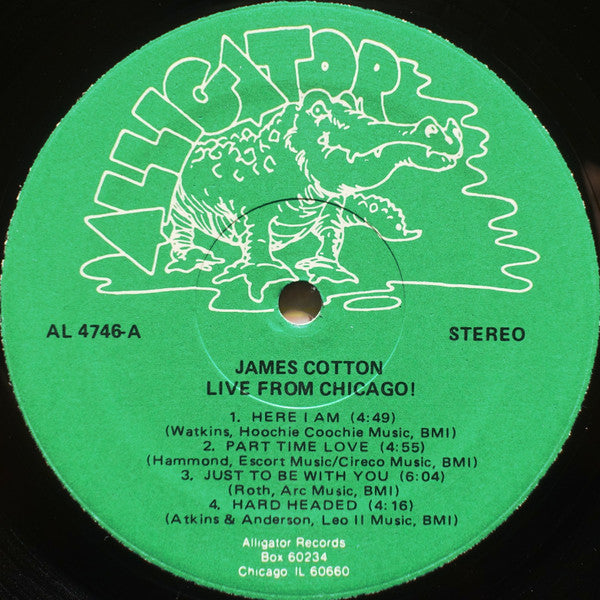 ALLIGATOR
AL 4746-A
STEREO
JAMES COTTON
LIVE FROM CHICAGO!
1. HERE I AM (4:49)
(Watkins, Hoochie Coochie Music, BMI)
2. PART TIME LOVE (4:55)
(Hammond, Escort Music/Cireco Music, BMI)
3. JUST TO BE WITH YOU (6:04)
(Roth, Arc Music, BMI)
4. HARD HEADED (4:16)
(Atkins & Anderson, Leo II Music, BMI)
Alligator Records
Box 60234
Chicago, IL 60660